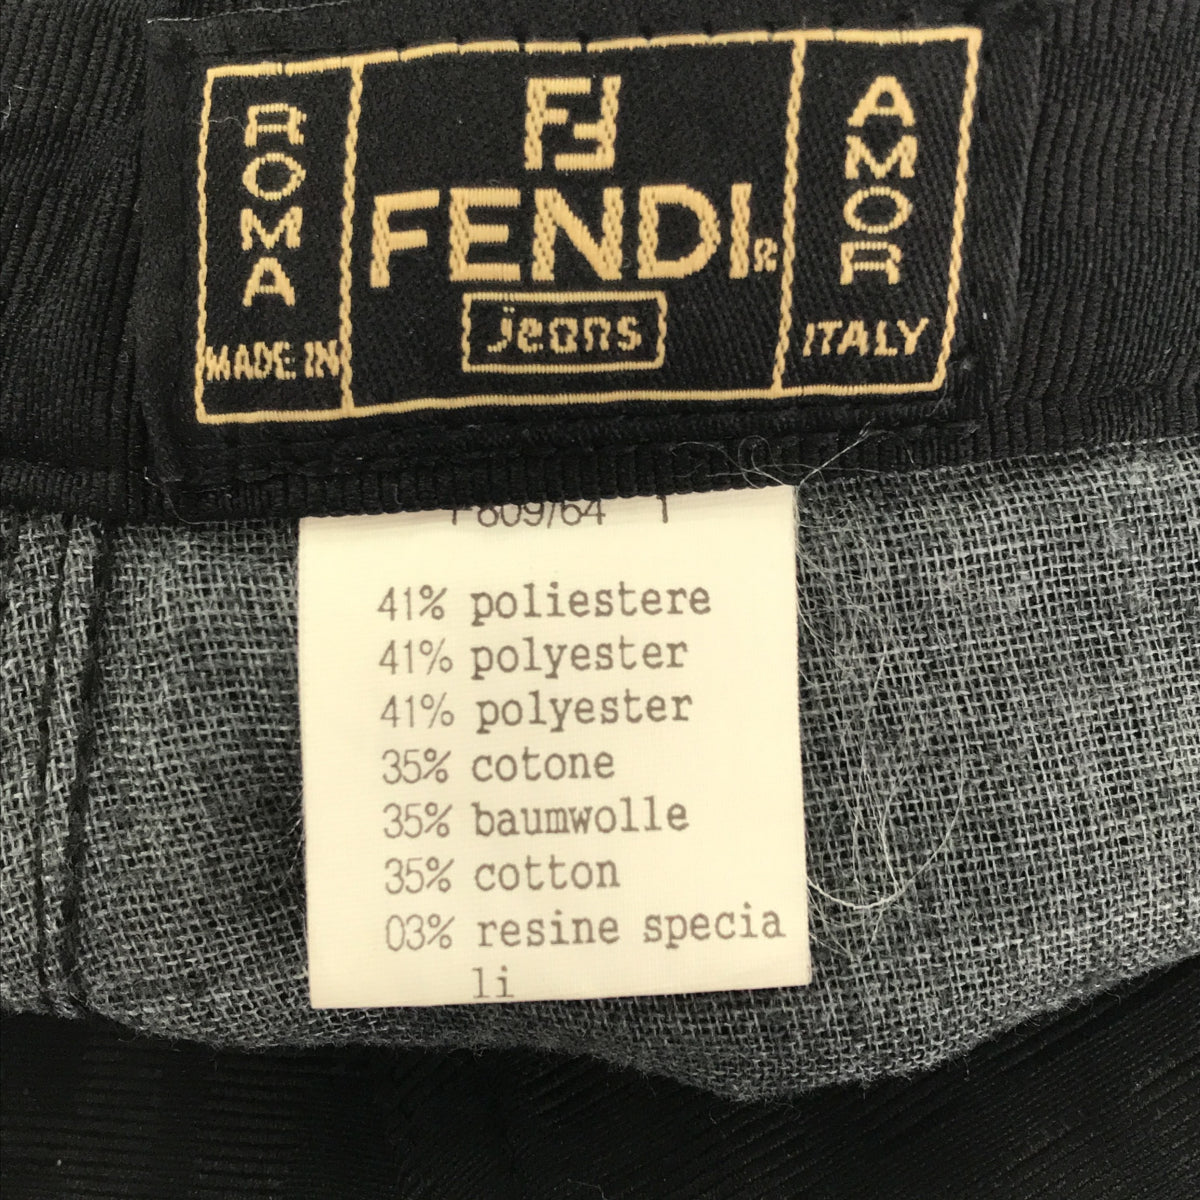 ROMA
MADE IN
FF
FENDI R
jeans
AMOR
ITALY
809/64 1
41% poliestere
41% polyester
41% polyester
35% cotone
35% baumwolle
35% cotton
03% resine specia
li